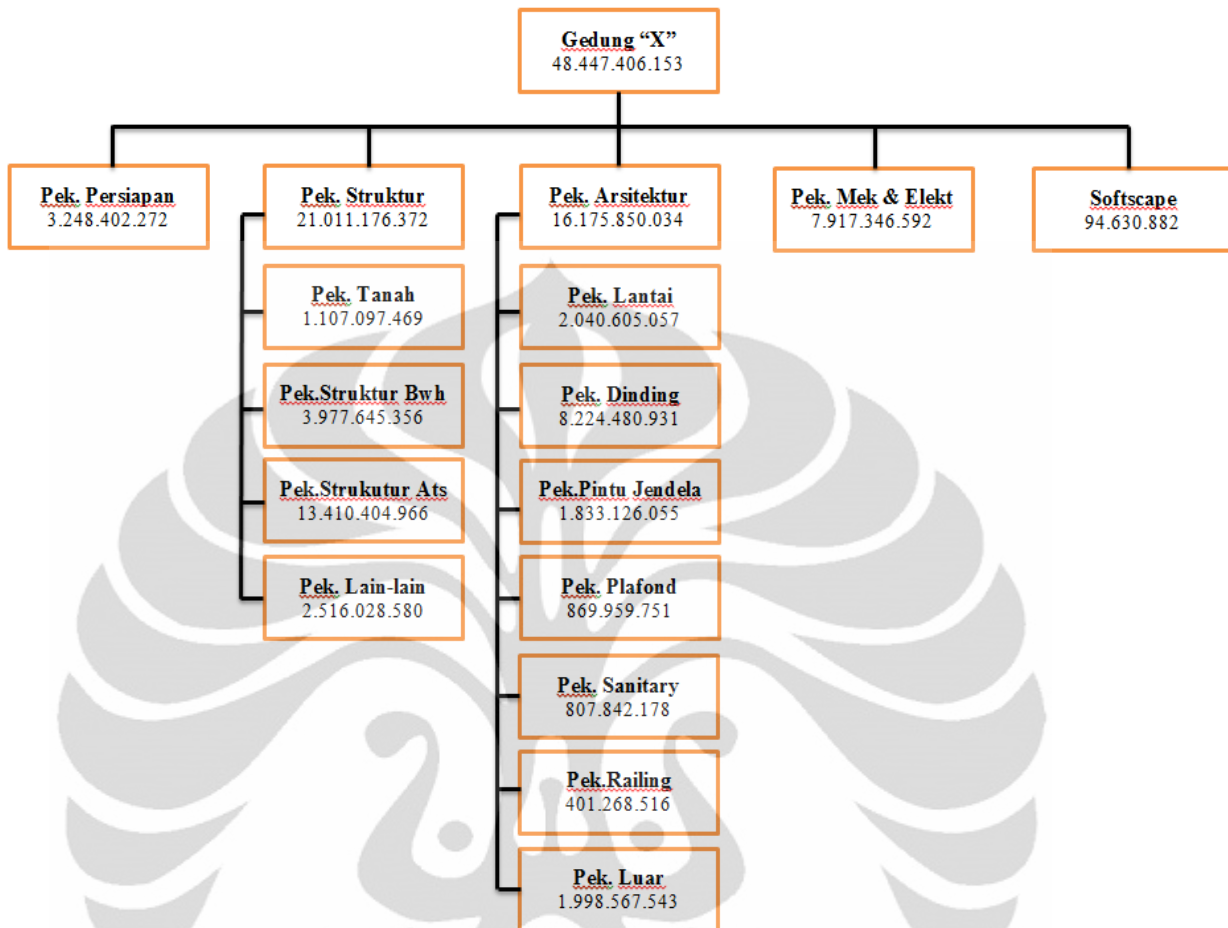 Gedung “X”
48.447.406.153
Pek. Persiapan
3.248.402.272
Pek. Struktur
21.011.176.372
Pek. Arsitektur
16.175.850.034
Pek. Mek & Elekt
7.917.346.592
Softscape
94.630.882
Pek. Tanah
1.107.097.469
Pek.Struktur Bwh
3.977.645.356
Pek.Strukutur Ats
13.410.404.966
Pek. Lain-lain
2.516.028.580
Pek. Lantai
2.040.605.057
Pek. Dinding
8.224.480.931
Pek.Pintu Jendela
1.833.126.055
Pek. Plafond
869.959.751
Pek. Sanitary
807.842.178
Pek.Railing
401.268.516
Pek. Luar
1.998.567.543